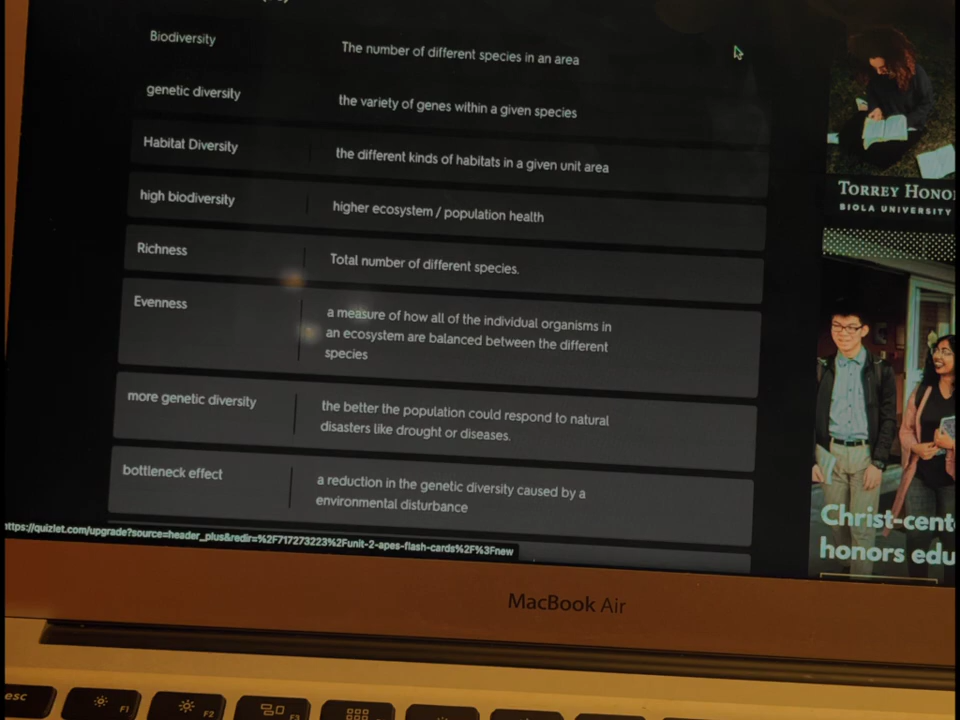 Biodiversity
The number of different species in an area
genetic diversity
the variety of genes within a given species
Habitat Diversity
the different kinds of habitats in a given unit area
high biodiversity
higher ecosystem / population health
Richness
Total number of different species.
Evenness
a measure of how all of the individual organisms in
an ecosystem are balanced between the different
species
more genetic diversity
the better the population could respond to natural
disasters like drought or diseases.
bottleneck effect
a reduction in the genetic diversity caused by a
environmental disturbance
https://quizlet.com/upgrade?source=header_plus&redir=%2F717273223%2Funit-2-apes-flash-cards%2F%3Fnew
TORREY HONO
BIOLA UNIVERSITY
Christ-cent
honors edu
MacBook Air
esc
F1
F2
F3